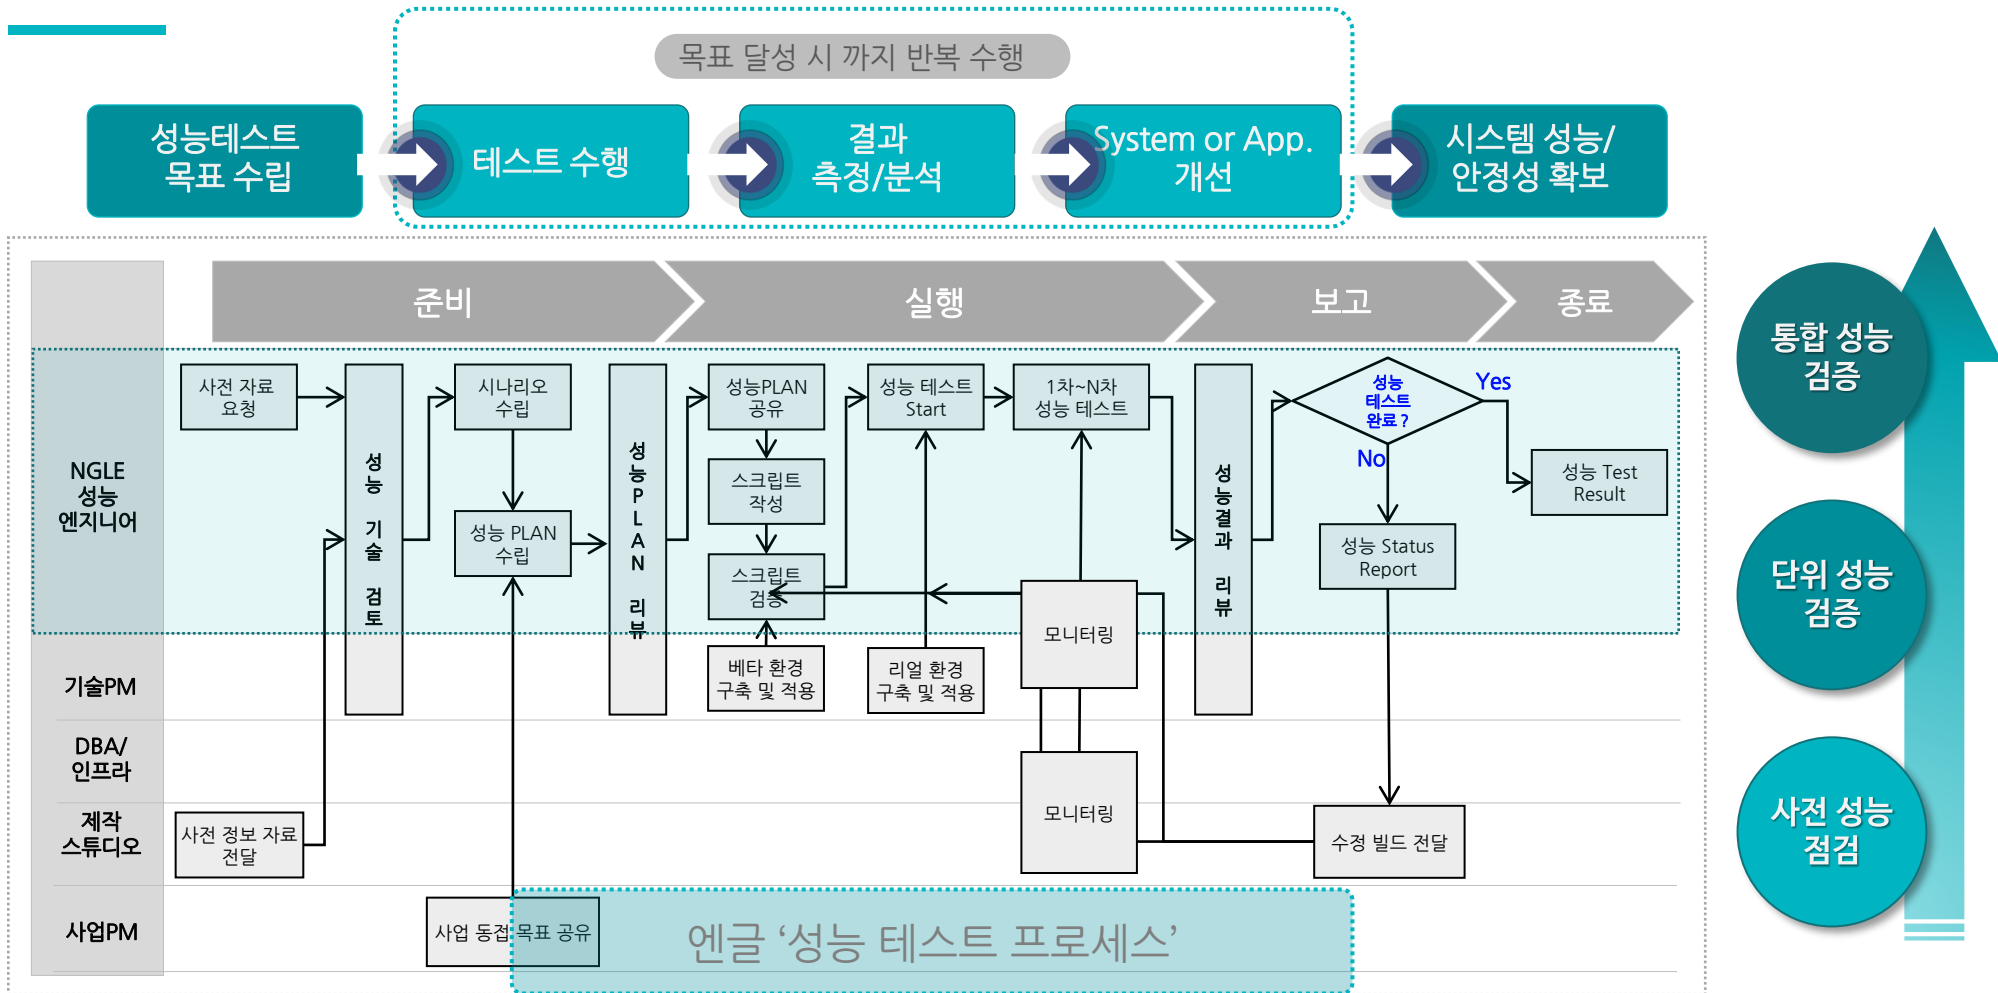 목표 달성 시 까지 반복 수행
성능테스트
목표 수립
테스트 수행
결과
측정/분석
System or App.
개선
시스템 성능/
안정성 확보
준비
실행
보고
종료
NGLE
성능
엔지니어
사전 자료
요청
성능 기술 검토
시나리오
수립
성능 PLAN
수립
성능PLAN 리뷰
성능PLAN
공유
스크립트
작성
스크립트
검증
성능 테스트
Start
1차~N차
성능 테스트
성능결과 리뷰
성능
테스트
완료 ?
Yes
No
성능 Test
Result
성능 Status
Report
모니터링
기술PM
베타 환경
구축 및 적용
리얼 환경
구축 및 적용
DBA/
인프라
모니터링
제작
스튜디오
사전 정보 자료
전달
수정 빌드 전달
사업PM
사업 동접 목표 공유
엔글 ‘성능 테스트 프로세스’
통합 성능
검증
단위 성능
검증
사전 성능
점검